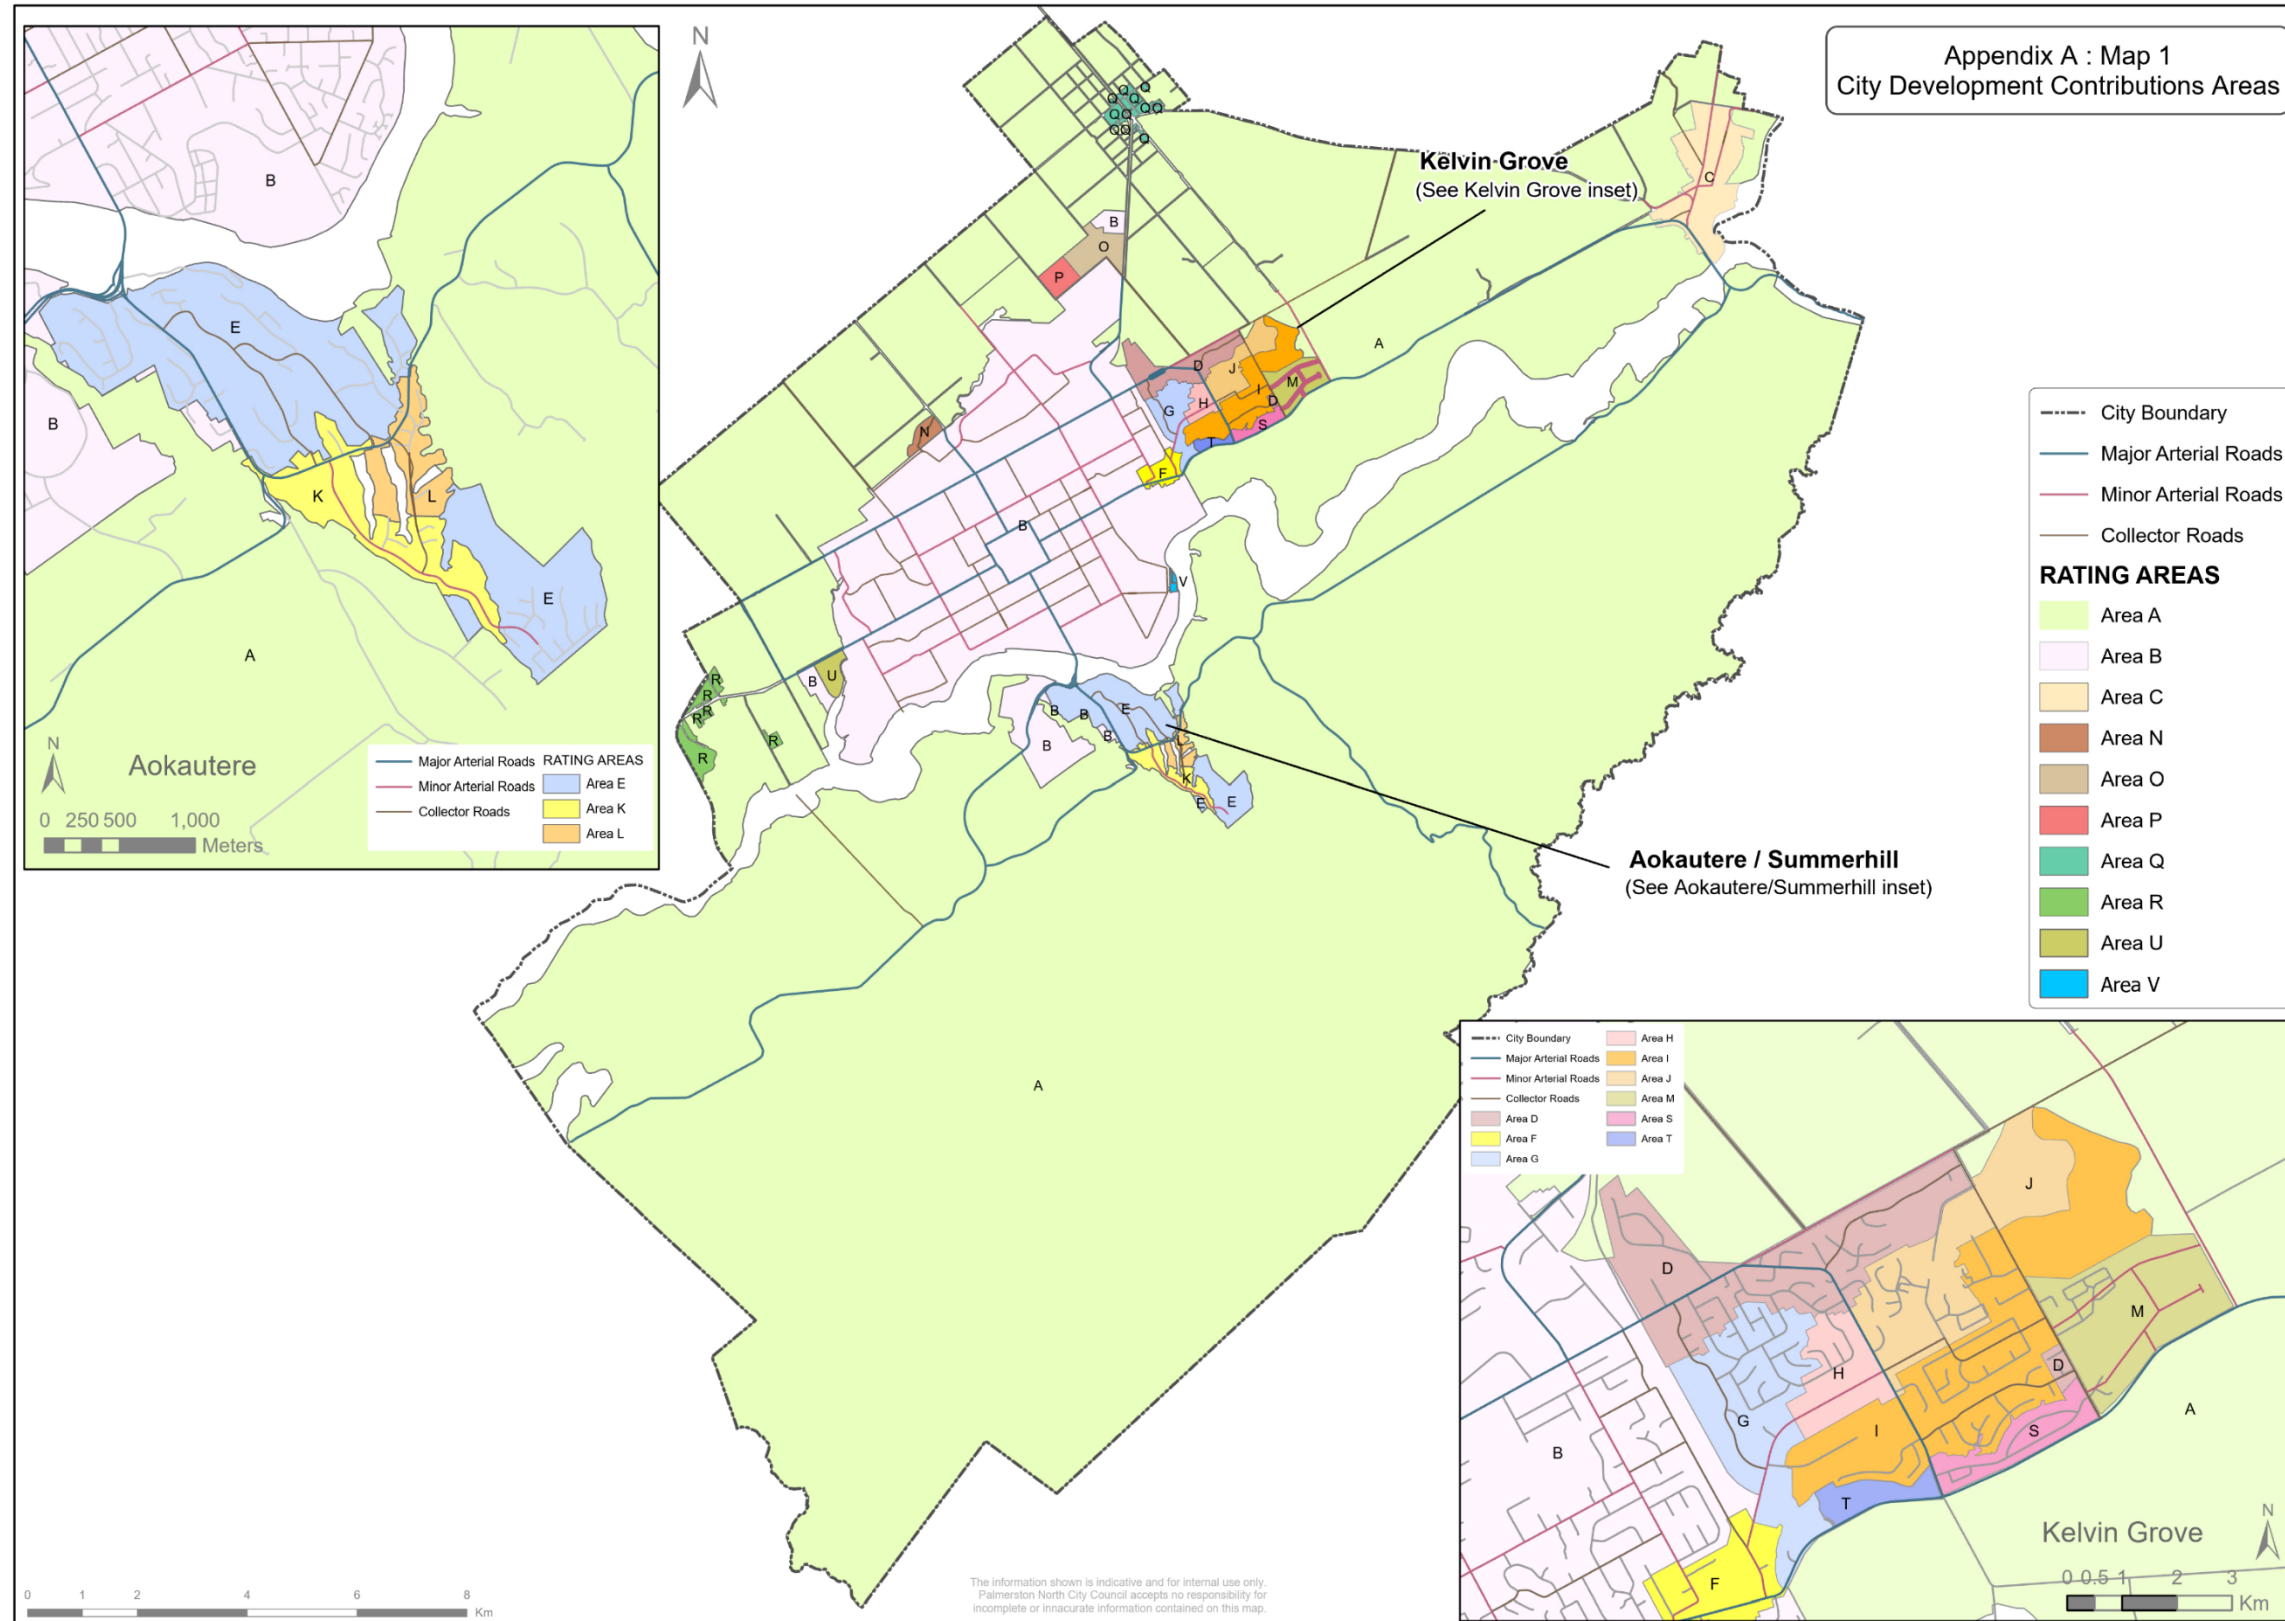 Appendix A : Map 1
City Development Contributions Areas
N
Kelvin Grove
(See Kelvin Grove inset)
Aokautere / Summerhill
(See Aokautere/Summerhill inset)
City Boundary
Major Arterial Roads
Minor Arterial Roads
Collector Roads
RATING AREAS
Area A
Area B
Area C
Area N
Area O
Area P
Area Q
Area R
Area U
Area V
Q
Q
Q
Q
Q
Q
Q
Q
Q
Q
Q
Q
C
B
O
P
A
D
J
I
M
H
D
G
S
T
F
N
B
V
U
B
R
R
R
R
R
R
B
B
E
B
B
L
K
E
E
A
B
E
B
K
L
E
A
N
Aokautere
0 250 500 1,000
Meters
Major Arterial Roads
Minor Arterial Roads
Collector Roads
RATING AREAS
Area E
Area K
Area L
City Boundary
Major Arterial Roads
Minor Arterial Roads
Collector Roads
Area D
Area F
Area G
Area H
Area I
Area J
Area M
Area S
Area T
J
D
M
H
D
G
I
S
A
B
T
F
Kelvin Grove
N
0 0.5 1 2 3
Km
0 1 2 4 6 8
Km
The information shown is indicative and for internal use only.
Palmerston North City Council accepts no responsibility for
incomplete or innacurate information contained on this map.